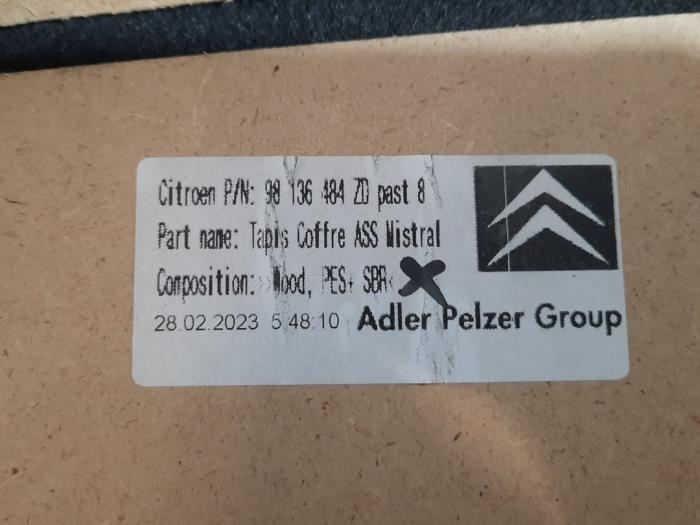 Citroen P/N: 98 136 484 ZD past 8
Part name: Tapis Coffre ASS Mistral
Composition: >Wood, PES+ SBR<
28.02.2023 5:48:10 Adler Pelzer Group